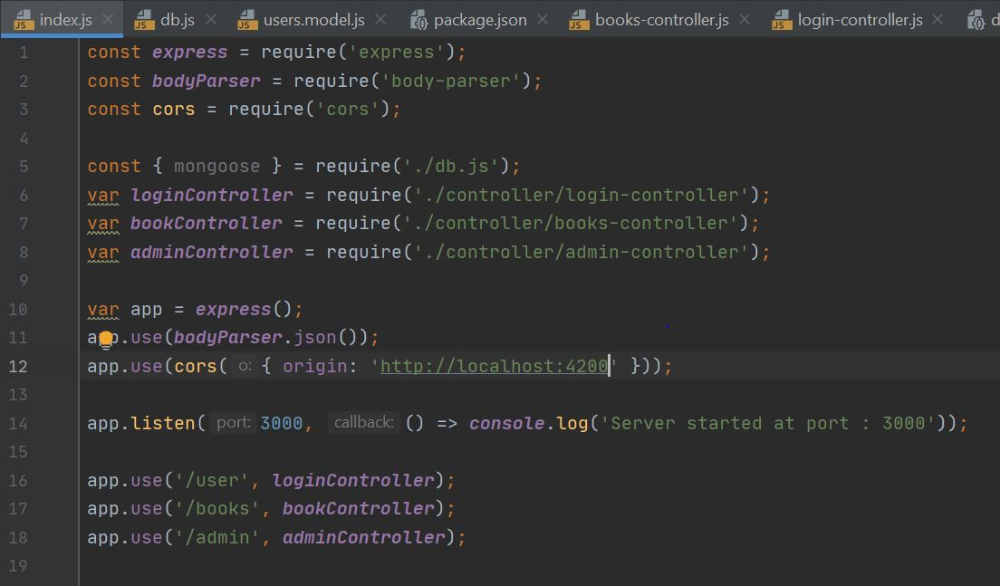 index.js db.js users.model.js package.json books-controller.js login-controller.js d
1 const express = require('express');
2 const bodyParser = require('body-parser');
3 const cors = require('cors');
4
5 const { mongoose } = require('./db.js');
6 var loginController = require('./controller/login-controller');
7 var bookController = require('./controller/books-controller');
8 var adminController = require('./controller/admin-controller');
9
10 var app = express();
11 app.use(bodyParser.json());
12 app.use(cors( o: { origin: 'http://localhost:4200' }));
13
14 app.listen( port: 3000, callback: () => console.log('Server started at port : 3000'));
15
16 app.use('/user', loginController);
17 app.use('/books', bookController);
18 app.use('/admin', adminController);
19